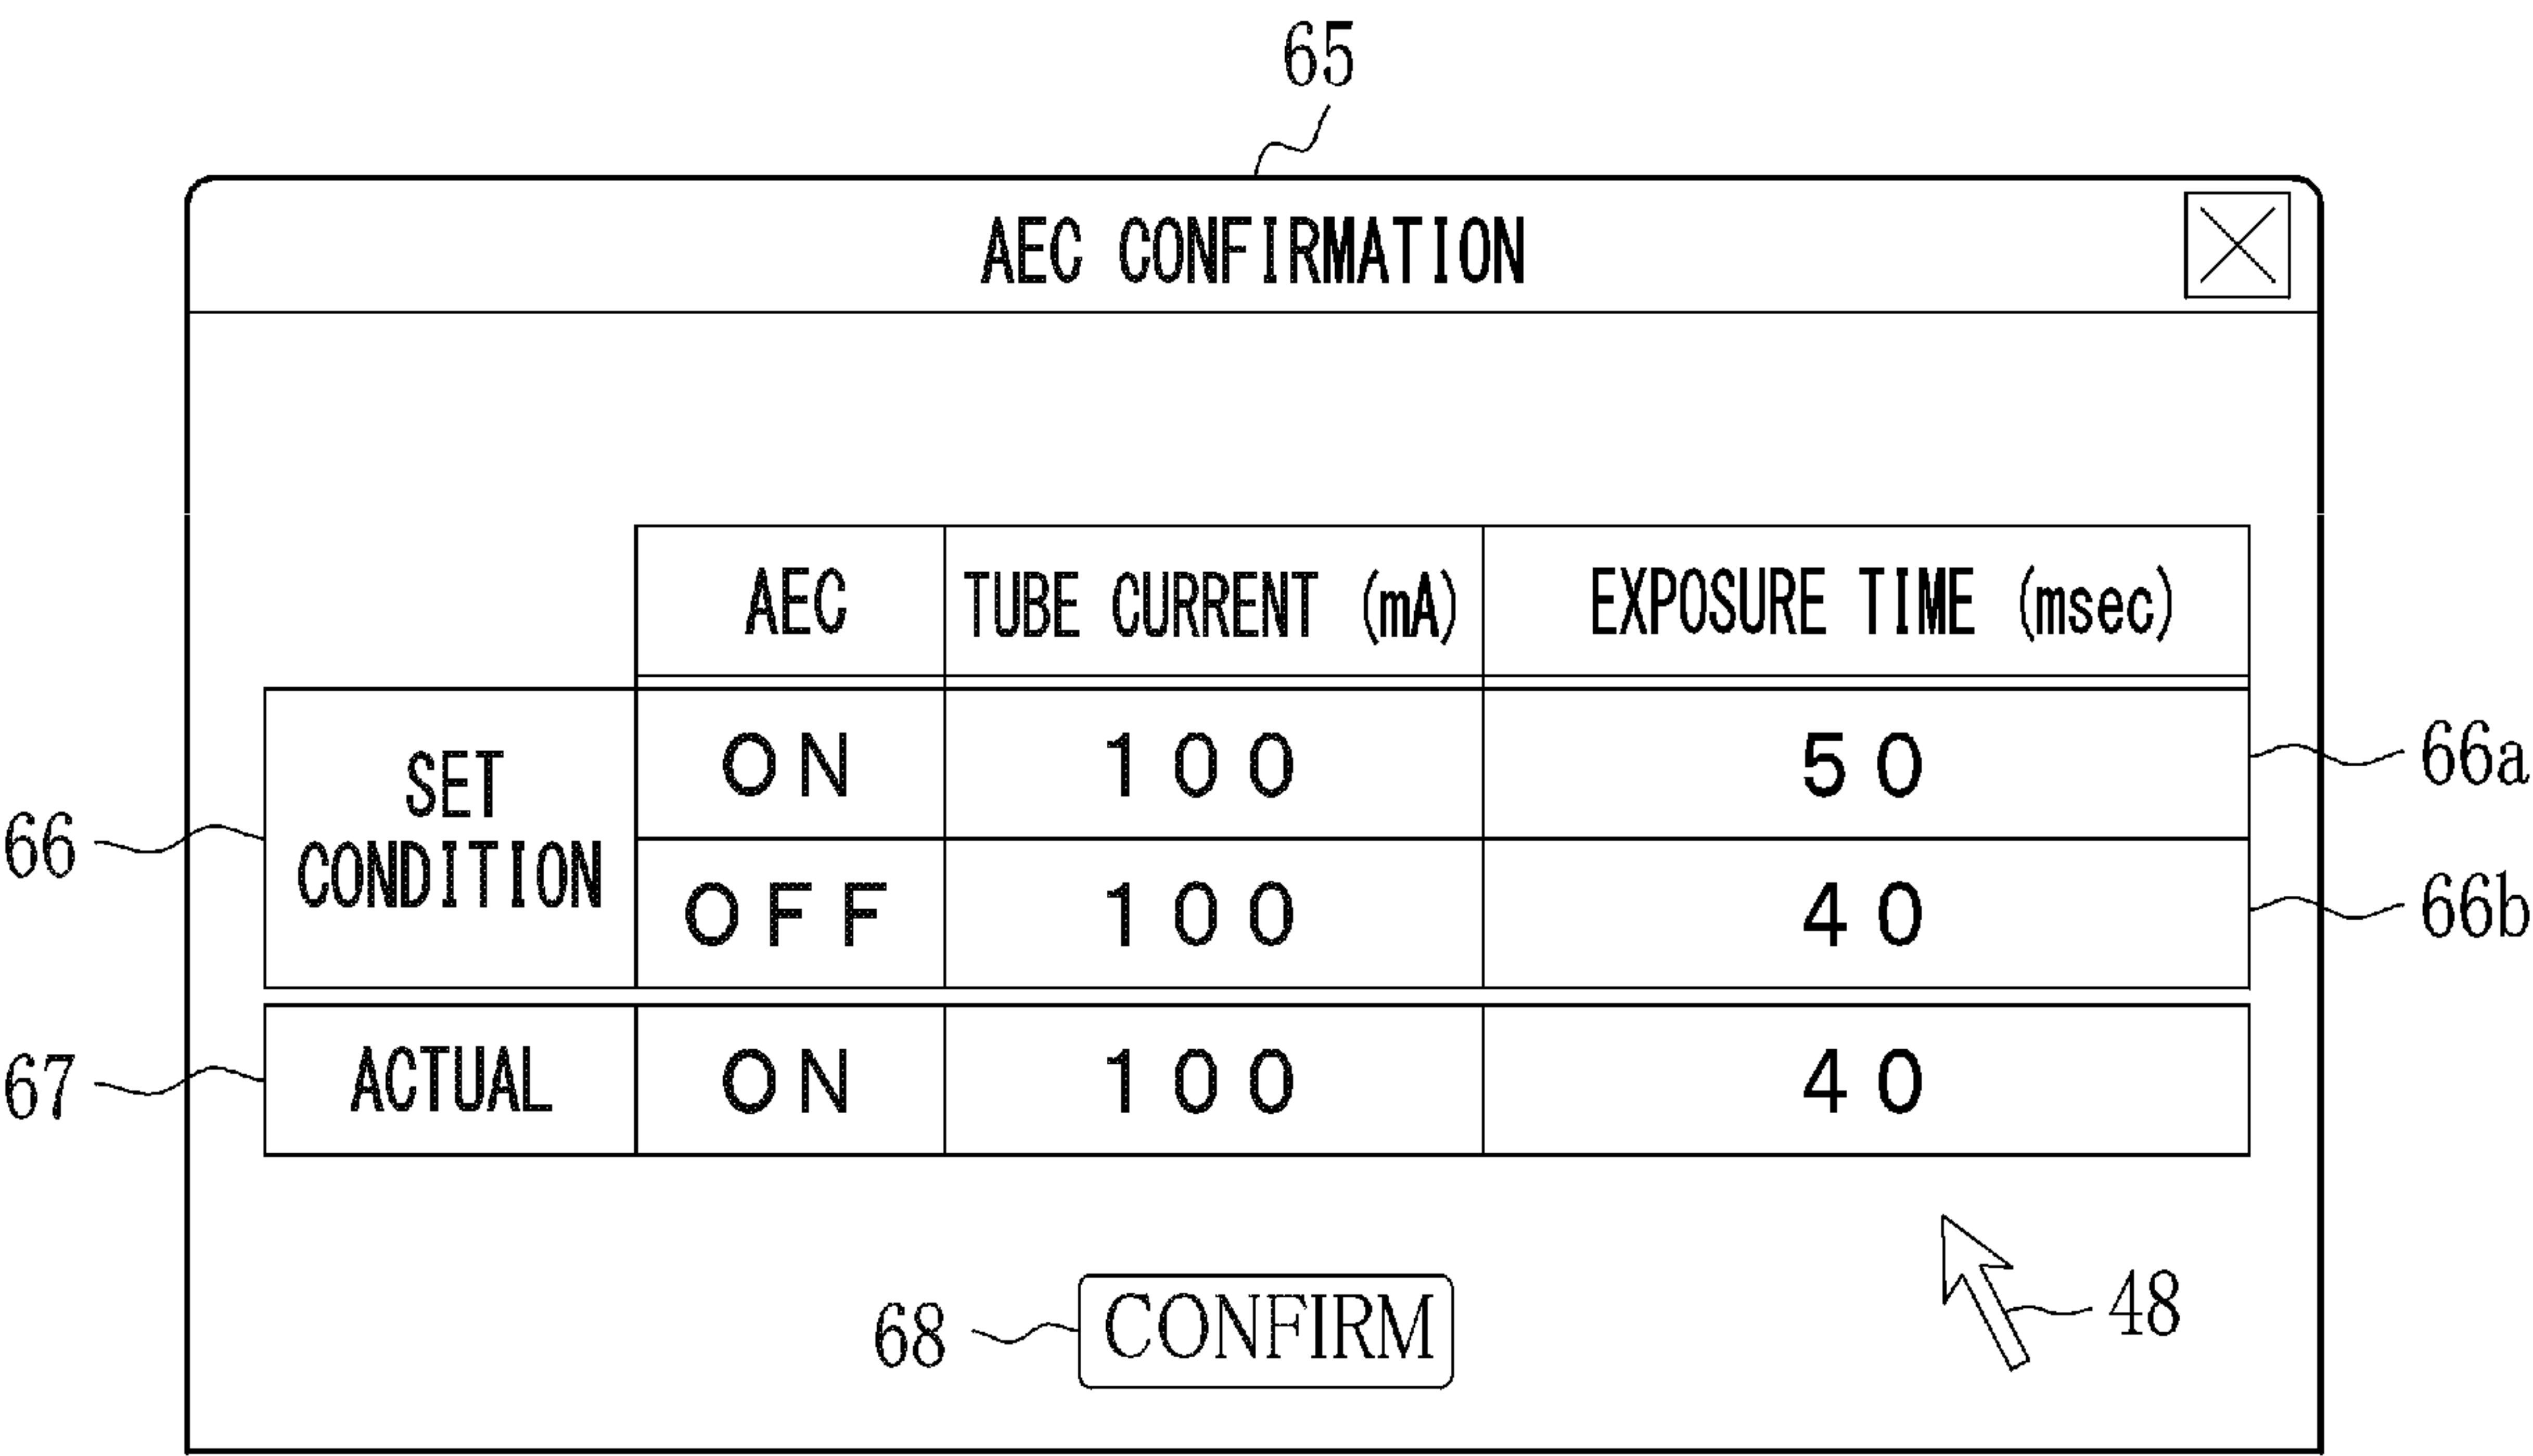 65
AEC CONFIRMATION
AEC TUBE CURRENT (mA) EXPOSURE TIME (msec)
SET CONDITION
ON 100 50 66a
66
OFF 100 40 66b
67 ACTUAL ON 100 40
68 CONFIRM 48